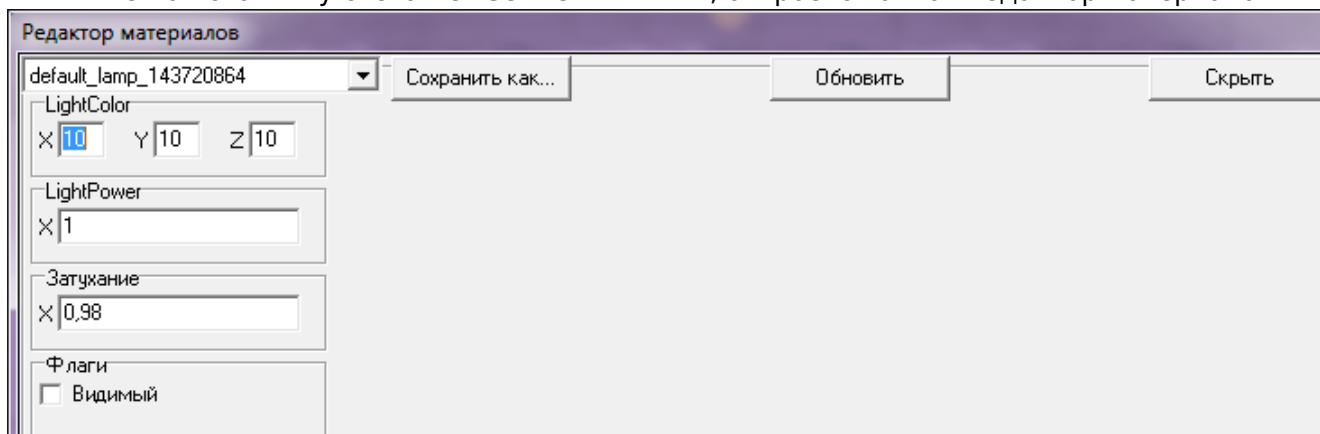 Редактор материалов
default_lamp_143720864 Сохранить как... Обновить Скрыть
LightColor
X 10 Y 10 Z 10
LightPower
X 1
Затухание
X 0,98
Флаги
Видимый